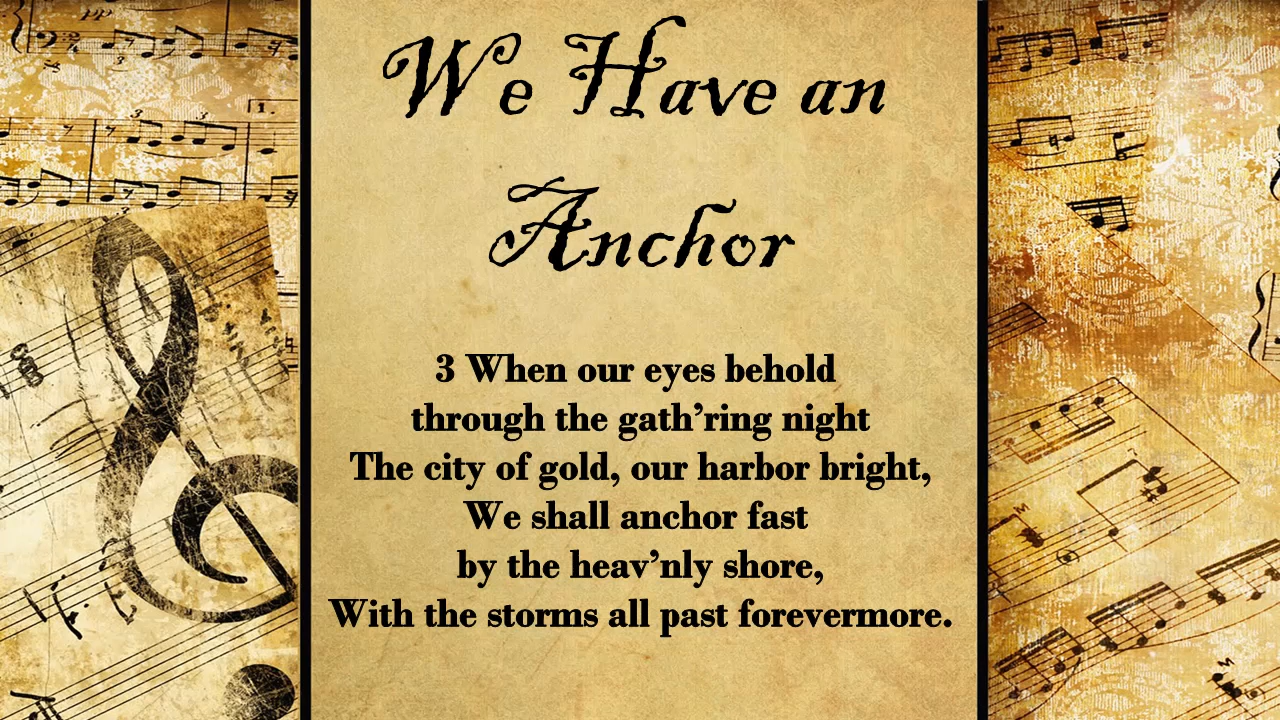 We Have an
Anchor
3 When our eyes behold
through the gath’ring night
The city of gold, our harbor bright,
We shall anchor fast
by the heav’nly shore,
With the storms all past forevermore.